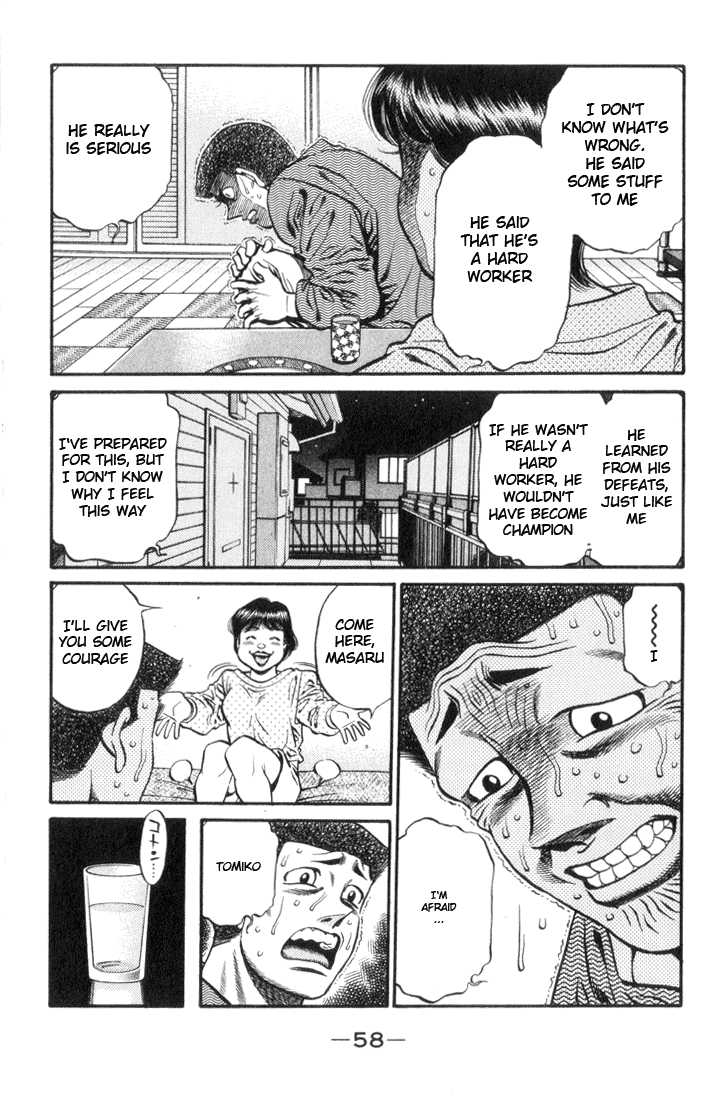 I DON'T
KNOW WHAT'S
WRONG.
HE SAID
SOME STUFF
TO ME
HE SAID
THAT HE'S
A HARD
WORKER
HE REALLY
IS SERIOUS
HE
LEARNED
FROM HIS
DEFEATS,
JUST LIKE
ME
IF HE WASN'T
REALLY A
HARD
WORKER, HE
WOULDN'T
HAVE BECOME
CHAMPION
I'VE PREPARED
FOR THIS, BUT
I DON'T KNOW
WHY I FEEL
THIS WAY
I
I'M
AFRAID
...
COME
HERE,
MASARU
I'LL GIVE
YOU SOME
COURAGE
TOMIKO
コトン....
—58—